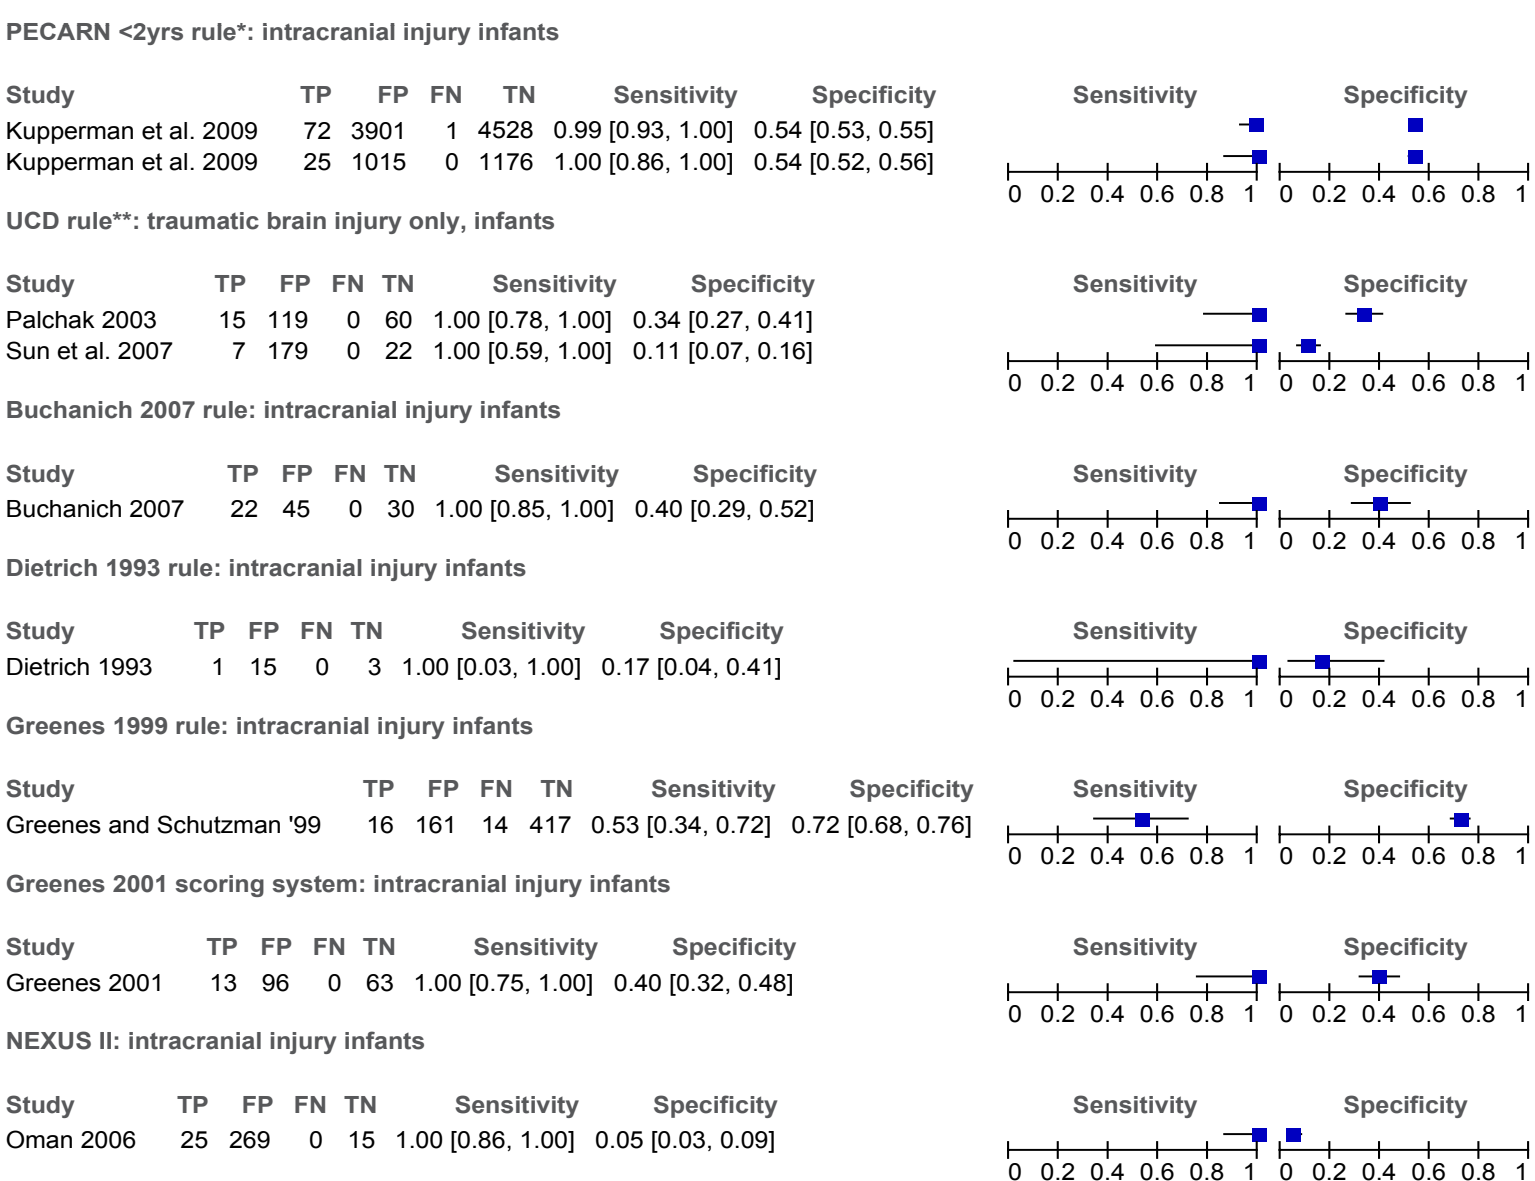 PECARN <2yrs rule*: intracranial injury infants
Study TP FP FN TN Sensitivity Specificity Sensitivity Specificity
Kupperman et al. 2009 72 3901 1 4528 0.99 [0.93, 1.00] 0.54 [0.53, 0.55]
Kupperman et al. 2009 25 1015 0 1176 1.00 [0.86, 1.00] 0.54 [0.52, 0.56]
0 0.2 0.4 0.6 0.8 1 0 0.2 0.4 0.6 0.8 1
UCD rule**: traumatic brain injury only, infants
Study TP FP FN TN Sensitivity Specificity Sensitivity Specificity
Palchak 2003 15 119 0 60 1.00 [0.78, 1.00] 0.34 [0.27, 0.41]
Sun et al. 2007 7 179 0 22 1.00 [0.59, 1.00] 0.11 [0.07, 0.16]
0 0.2 0.4 0.6 0.8 1 0 0.2 0.4 0.6 0.8 1
Buchanich 2007 rule: intracranial injury infants
Study TP FP FN TN Sensitivity Specificity Sensitivity Specificity
Buchanich 2007 22 45 0 30 1.00 [0.85, 1.00] 0.40 [0.29, 0.52]
0 0.2 0.4 0.6 0.8 1 0 0.2 0.4 0.6 0.8 1
Dietrich 1993 rule: intracranial injury infants
Study TP FP FN TN Sensitivity Specificity Sensitivity Specificity
Dietrich 1993 1 15 0 3 1.00 [0.03, 1.00] 0.17 [0.04, 0.41]
0 0.2 0.4 0.6 0.8 1 0 0.2 0.4 0.6 0.8 1
Greenes 1999 rule: intracranial injury infants
Study TP FP FN TN Sensitivity Specificity Sensitivity Specificity
Greenes and Schutzman '99 16 161 14 417 0.53 [0.34, 0.72] 0.72 [0.68, 0.76]
0 0.2 0.4 0.6 0.8 1 0 0.2 0.4 0.6 0.8 1
Greenes 2001 scoring system: intracranial injury infants
Study TP FP FN TN Sensitivity Specificity Sensitivity Specificity
Greenes 2001 13 96 0 63 1.00 [0.75, 1.00] 0.40 [0.32, 0.48]
0 0.2 0.4 0.6 0.8 1 0 0.2 0.4 0.6 0.8 1
NEXUS II: intracranial injury infants
Study TP FP FN TN Sensitivity Specificity Sensitivity Specificity
Oman 2006 25 269 0 15 1.00 [0.86, 1.00] 0.05 [0.03, 0.09]
0 0.2 0.4 0.6 0.8 1 0 0.2 0.4 0.6 0.8 1